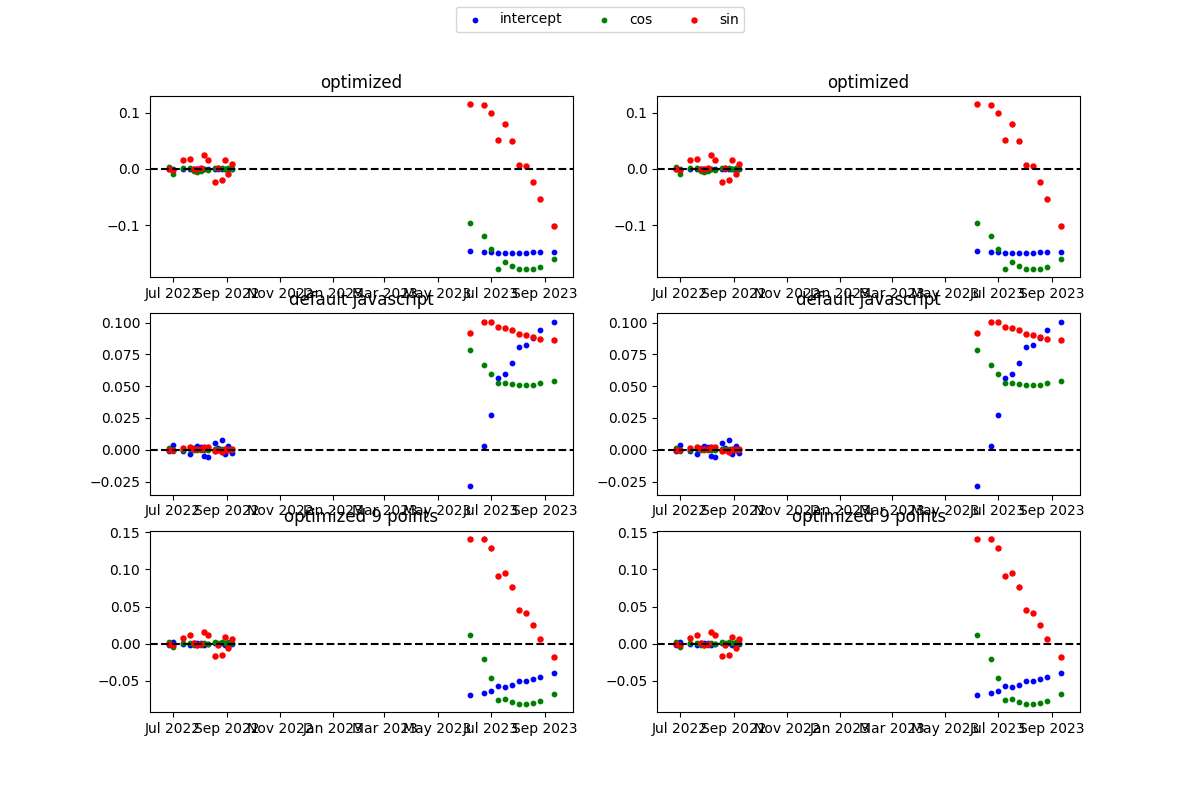 intercept cos sin
optimized optimized
0.1 0.1
0.0 0.0
−0.1 −0.1
Jul 2022 Sep 2022 Nov 2022 Jan 2023 Mar 2023 May 2023 Jul 2023 Sep 2023 Jul 2022 Sep 2022 Nov 2022 Jan 2023 Mar 2023 May 2023 Jul 2023 Sep 2023
default javascript default javascript
0.100 0.100
0.075 0.075
0.050 0.050
0.025 0.025
0.000 0.000
−0.025 −0.025
Jul 2022 Sep 2022 Nov 2022 Jan 2023 Mar 2023 May 2023 Jul 2023 Sep 2023 Jul 2022 Sep 2022 Nov 2022 Jan 2023 Mar 2023 May 2023 Jul 2023 Sep 2023
optimized 9 points optimized 9 points
0.15 0.15
0.10 0.10
0.05 0.05
0.00 0.00
−0.05 −0.05
Jul 2022 Sep 2022 Nov 2022 Jan 2023 Mar 2023 May 2023 Jul 2023 Sep 2023 Jul 2022 Sep 2022 Nov 2022 Jan 2023 Mar 2023 May 2023 Jul 2023 Sep 2023